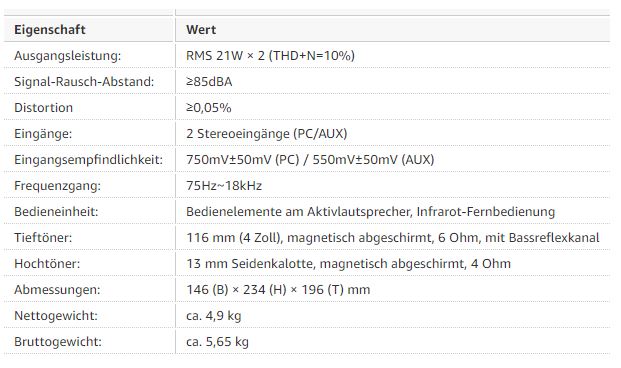 Eigenschaft Wert
Ausgangsleistung: RMS 21W × 2 (THD+N=10%)
Signal-Rausch-Abstand: ≥85dBA
Distortion ≥0,05%
Eingänge: 2 Stereoeingänge (PC/AUX)
Eingangsempfindlichkeit: 750mV±50mV (PC) / 550mV±50mV (AUX)
Frequenzgang: 75Hz~18kHz
Bedieneinheit: Bedienelemente am Aktivlautsprecher, Infrarot-Fernbedienung
Tieftöner: 116 mm (4 Zoll), magnetisch abgeschirmt, 6 Ohm, mit Bassreflexkanal
Hochtöner: 13 mm Seidenkalotte, magnetisch abgeschirmt, 4 Ohm
Abmessungen: 146 (B) × 234 (H) × 196 (T) mm
Nettogewicht: ca. 4,9 kg
Bruttogewicht: ca. 5,65 kg